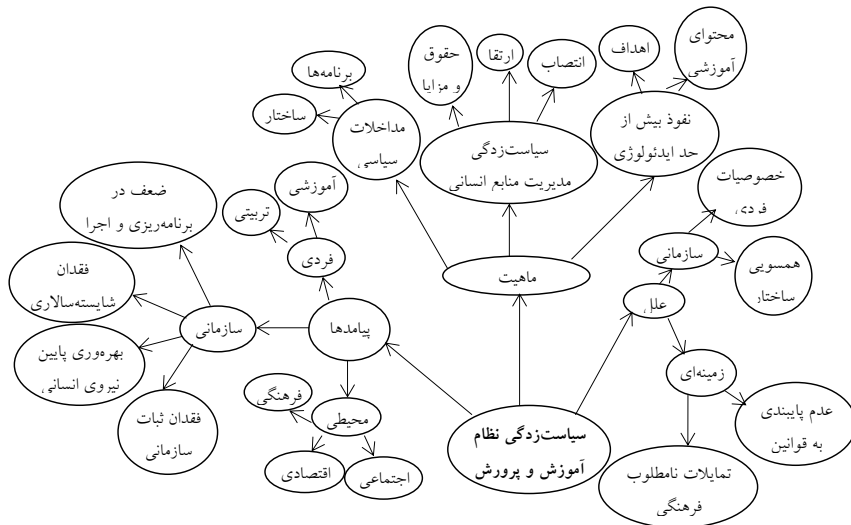 محتوای
آموزشی
اهداف
انتصاب
ارتقا
حقوق
و مزایا
برنامه‌ها
ساختار
مداخلات
سیاسی
سیاست‌زدگی
مدیریت منابع انسانی
نفوذ بیش از
حد ایدئولوژی
خصوصیات
فردی
سازمانی
همسویی
ساختار
علل
ماهیت
آموزشی
تربیتی
فردی
ضعف در
برنامه‌ریزی و اجرا
فقدان
شایسته‌سالاری
سازمانی
پیامدها
بهره‌وری پایین
نیروی انسانی
فقدان ثبات
سازمانی
زمینه‌ای
عدم پایبندی
به قوانین
تمایلات نامطلوب
فرهنگی
فرهنگی
محیطی
اقتصادی
اجتماعی
سیاست‌زدگی نظام
آموزش و پرورش